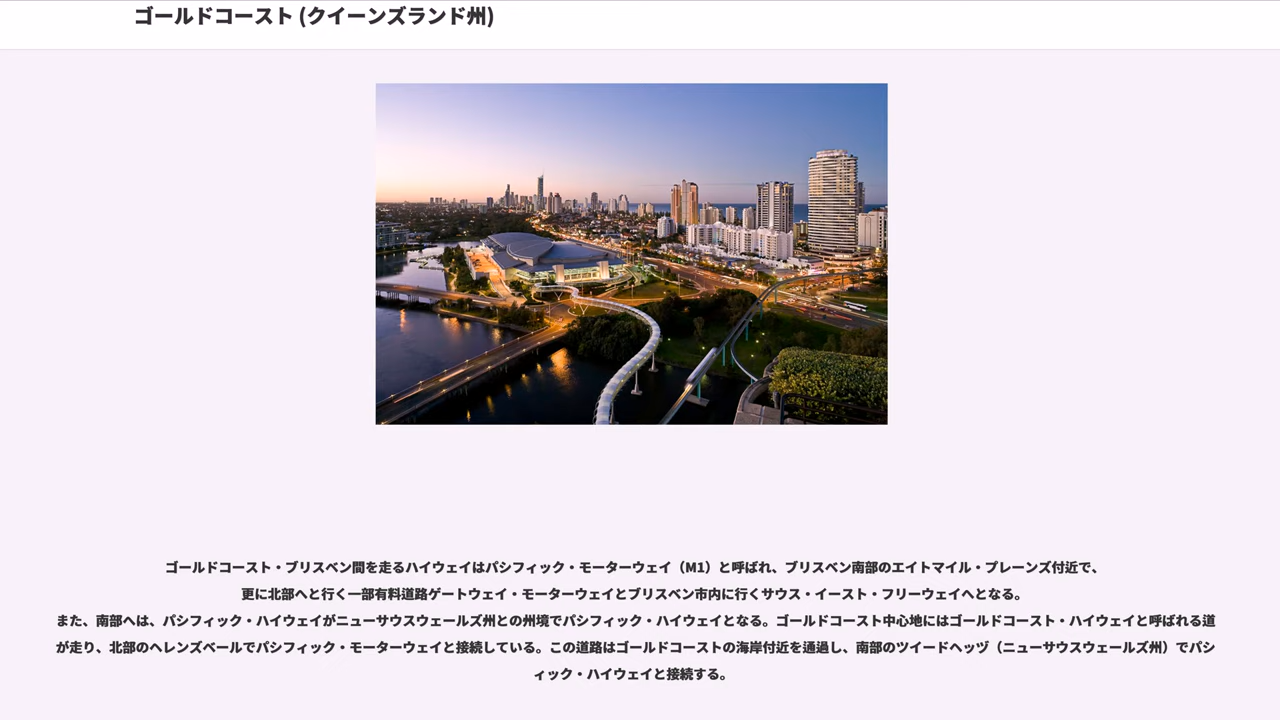 ゴールドコースト (クイーンズランド州)
ゴールドコースト・ブリスベン間を走るハイウェイはパシフィック・モーターウェイ（M1）と呼ばれ、ブリスベン南部のエイトマイル・プレーンズ付近で、
更に北部へと行く一部有料道路ゲートウェイ・モーターウェイとブリスベン市内に行くサウス・イースト・フリーウェイへとなる。
また、南部へは、パシフィック・ハイウェイがニューサウスウェールズ州との州境でパシフィック・ハイウェイとなる。ゴールドコースト中心地にはゴールドコースト・ハイウェイと呼ばれる道
が走り、北部のヘレンズベールでパシフィック・モーターウェイと接続している。この道路はゴールドコーストの海岸付近を通過し、南部のツイードヘッヅ（ニューサウスウェールズ州）でパシ
ィック・ハイウェイと接続する。